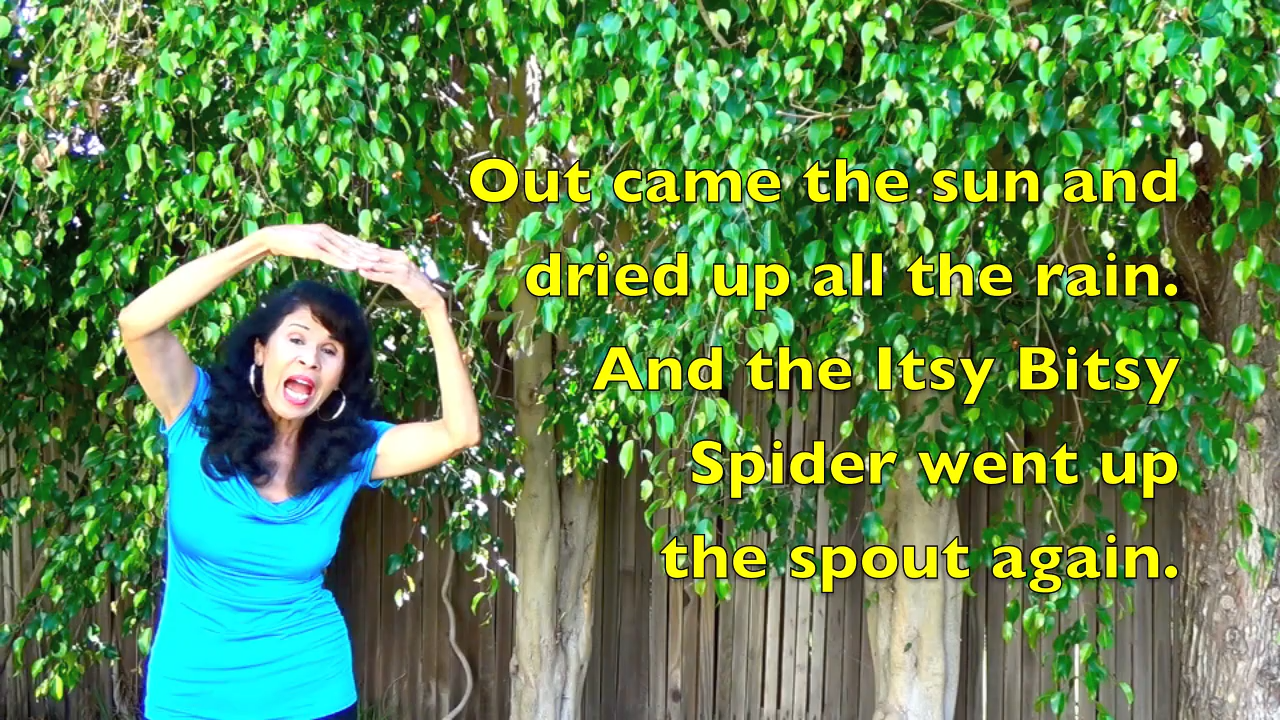 Out came the sun and
dried up all the rain.
And the Itsy Bitsy
Spider went up
the spout again.